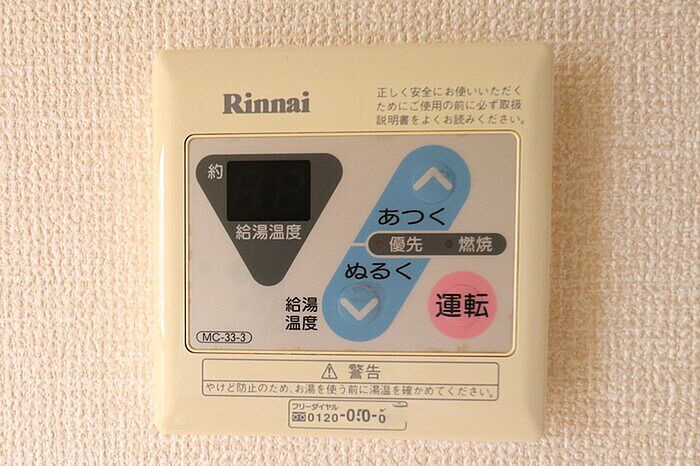 Rinnai
正しく安全にお使いいただく
ためにご使用の前に必ず取扱
説明書をよくお読みください。
約
給湯温度
あつく
優先 燃焼
ぬるく
給湯
温度
運転
MC-33-3
⚠ 警告
やけど防止のため、お湯を使う前に湯温を確かめてください。
フリーダイヤル
0120-